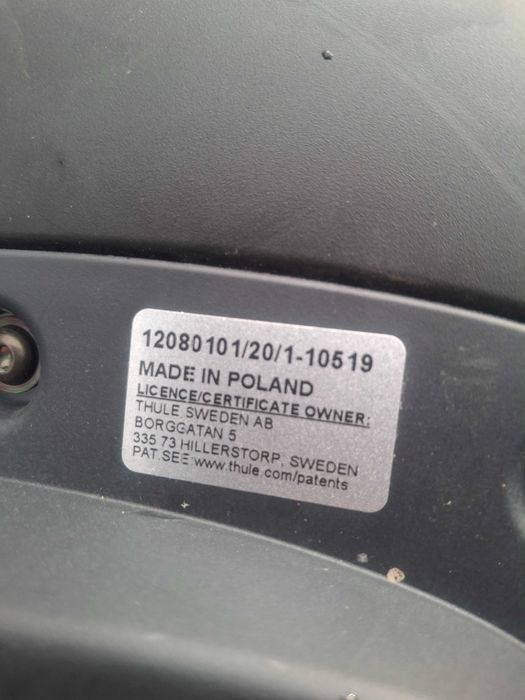 12080101/20/1-10519
MADE IN POLAND
LICENCE/CERTIFICATE OWNER:
THULE SWEDEN AB
BORGGATAN 5
335 73 HILLERSTORP, SWEDEN
PAT.SEE:www.thule.com/patents